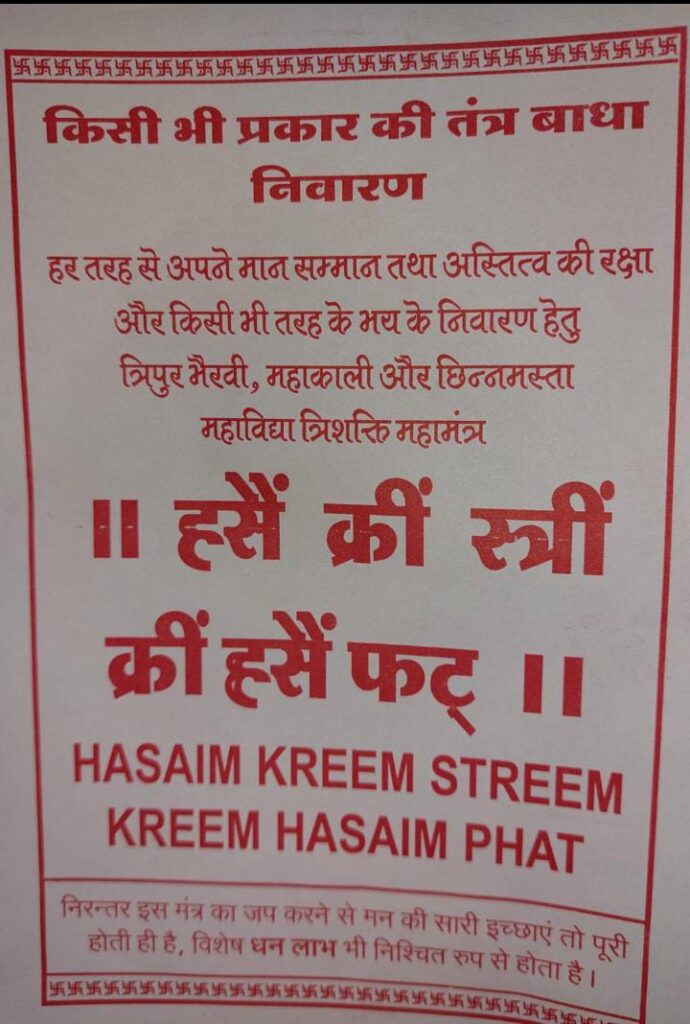 किसी भी प्रकार की तंत्र बाधा
निवारण
हर तरह से अपने मान सम्मान तथा अस्तित्व की रक्षा
और किसी भी तरह के भय के निवारण हेतु
त्रिपुर भैरवी, महाकाली और छिन्नमस्ता
महाविद्या त्रिशक्ति महामंत्र
।। ह्सैं क्रीं स्त्रीं
क्रीं ह्सैं फट् ।।
HASAIM KREEM STREEM
KREEM HASAIM PHAT
निरन्तर इस मंत्र का जप करने से मन की सारी इच्छाएं तो पूरी
होती ही है, विशेष धन लाभ भी निश्चित रुप से होता है।